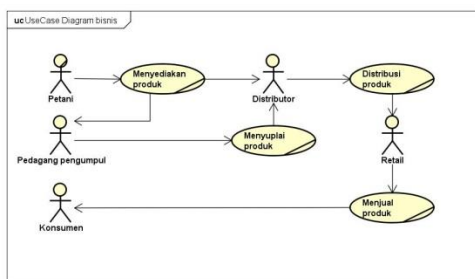 uc UseCase Diagram bisnis
Petani
Menyediakan
produk
Distributor
Distribusi
produk
Pedagang pengumpul
Menyuplai
produk
Retail
Konsumen
Menjual
produk